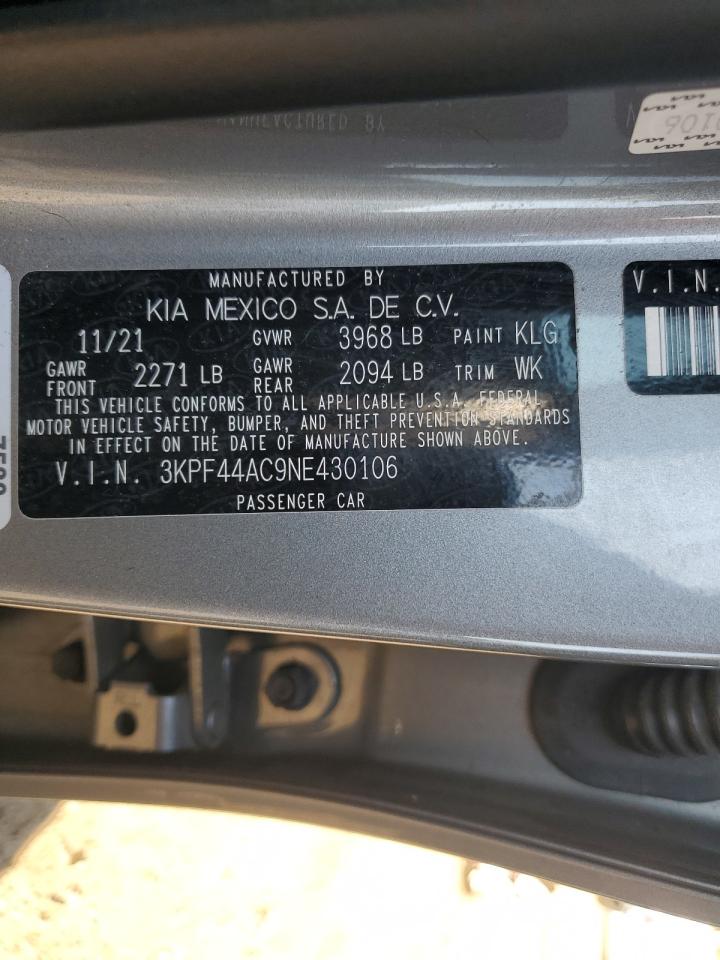 MANUFACTURED BY
KIA MEXICO S.A. DE C.V.
11/21 GVWR 3968 LB PAINT KLG
GAWR FRONT 2271 LB GAWR REAR 2094 LB TRIM WK
THIS VEHICLE CONFORMS TO ALL APPLICABLE U.S.A. FEDERAL
MOTOR VEHICLE SAFETY, BUMPER, AND THEFT PREVENTION STANDARDS
IN EFFECT ON THE DATE OF MANUFACTURE SHOWN ABOVE.
V.I.N. 3KPF44AC9NE430106
PASSENGER CAR
V.I.N.